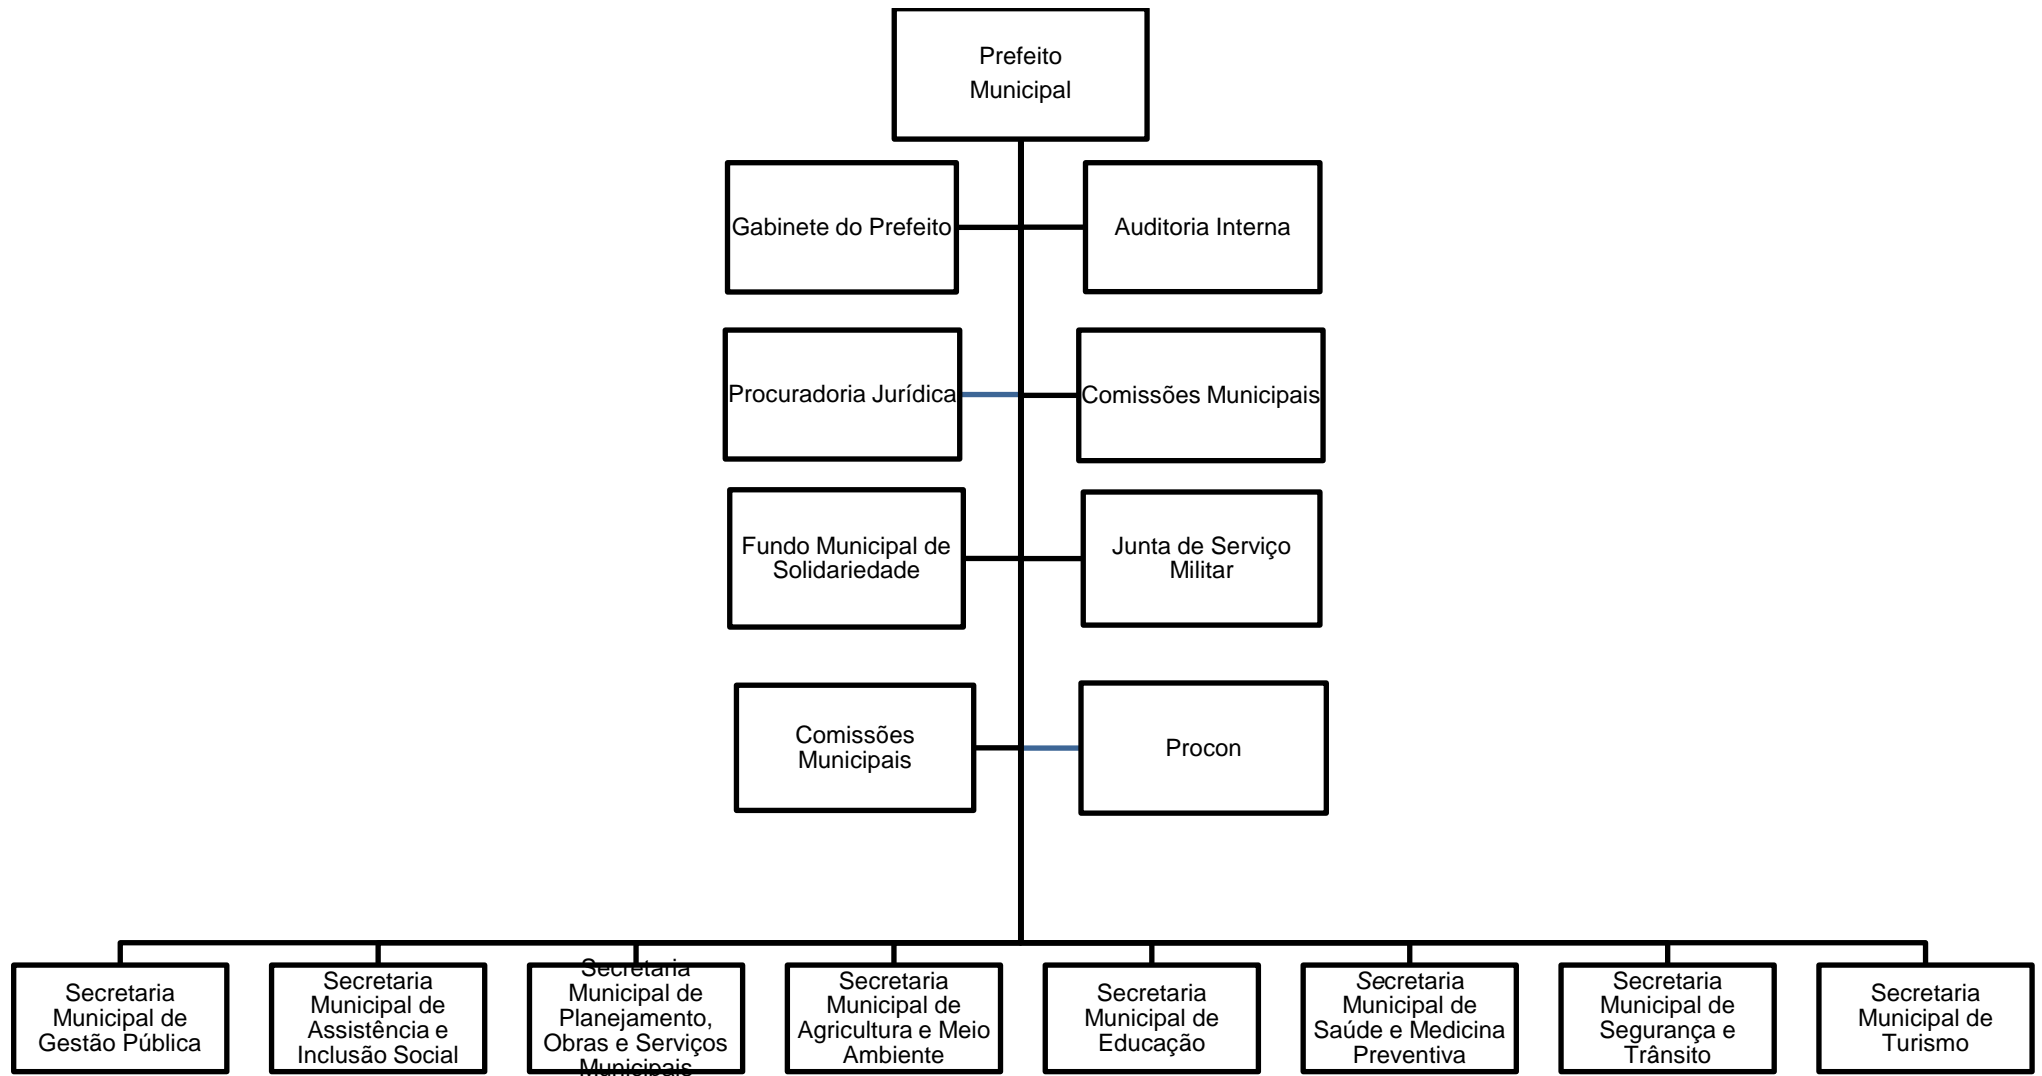 Prefeito
Municipal
Gabinete do Prefeito
Auditoria Interna
Procuradoria Jurídica
Comissões Municipais
Fundo Municipal de
Solidariedade
Junta de Serviço
Militar
Comissões
Municipais
Procon
Secretaria
Municipal de
Gestão Pública
Secretaria
Municipal de
Assistência e
Inclusão Social
Secretaria
Municipal de
Planejamento,
Obras e Serviços
Municipais
Secretaria
Municipal de
Agricultura e Meio
Ambiente
Secretaria
Municipal de
Educação
Secretaria
Municipal de
Saúde e Medicina
Preventiva
Secretaria
Municipal de
Segurança e
Trânsito
Secretaria
Municipal de
Turismo